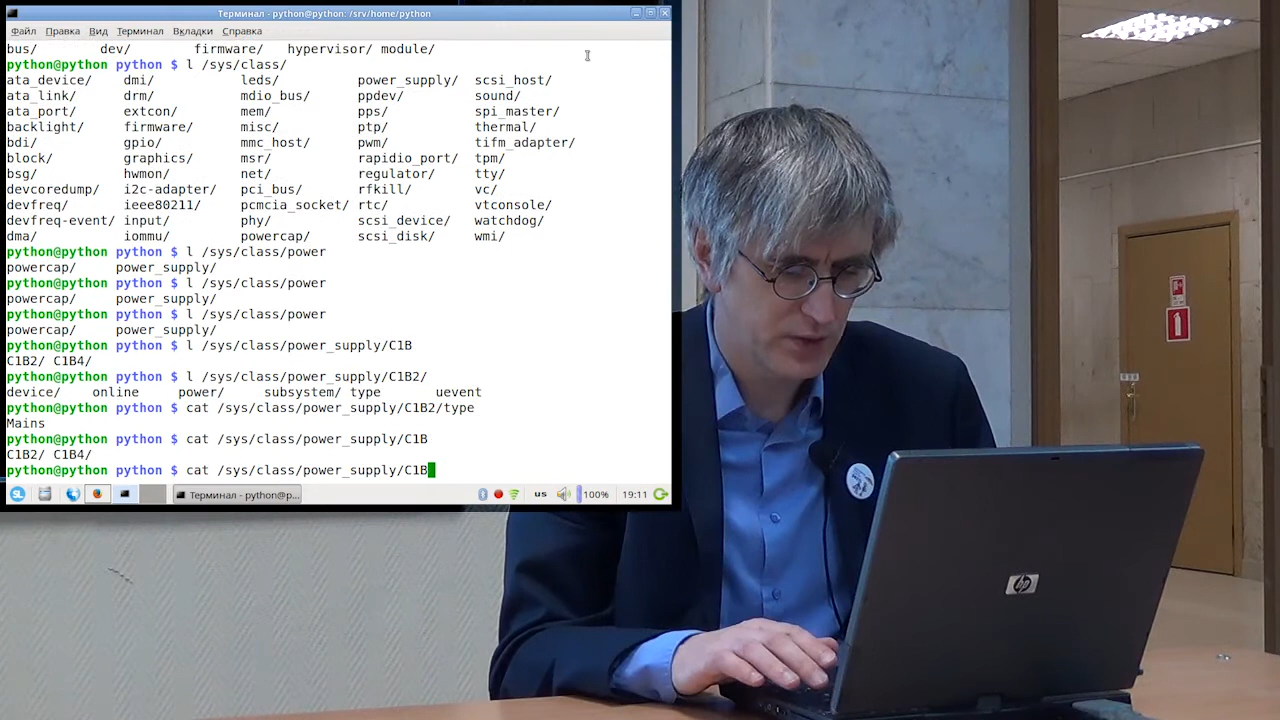 Терминал - python@python: /srv/home/python
Файл Правка Вид Терминал Вкладки Справка
bus/ dev/ firmware/ hypervisor/ module/
python@python python $ l /sys/class/
ata_device/ dmi/ leds/ power_supply/ scsi_host/
ata_link/ drm/ mdio_bus/ ppdev/ sound/
ata_port/ extcon/ mem/ pps/ spi_master/
backlight/ firmware/ misc/ ptp/ thermal/
bdi/ gpio/ mmc_host/ pwm/ tifm_adapter/
block/ graphics/ msr/ rapidio_port/ tpm/
bsg/ hwmon/ net/ regulator/ tty/
devcoredump/ i2c-adapter/ pci_bus/ rfkill/ vc/
devfreq/ ieee80211/ pcmcia_socket/ rtc/ vtconsole/
devfreq-event/ input/ phy/ scsi_device/ watchdog/
dma/ iommu/ powercap/ scsi_disk/ wmi/
python@python python $ l /sys/class/power
powercap/ power_supply/
python@python python $ l /sys/class/power
powercap/ power_supply/
python@python python $ l /sys/class/power
powercap/ power_supply/
python@python python $ l /sys/class/power_supply/C1B
C1B2/ C1B4/
python@python python $ l /sys/class/power_supply/C1B2/
device/ online power/ subsystem/ type uevent
python@python python $ cat /sys/class/power_supply/C1B2/type
Mains
python@python python $ cat /sys/class/power_supply/C1B
C1B2/ C1B4/
python@python python $ cat /sys/class/power_supply/C1B
Терминал - python@p...
us
100%
19:11
hp